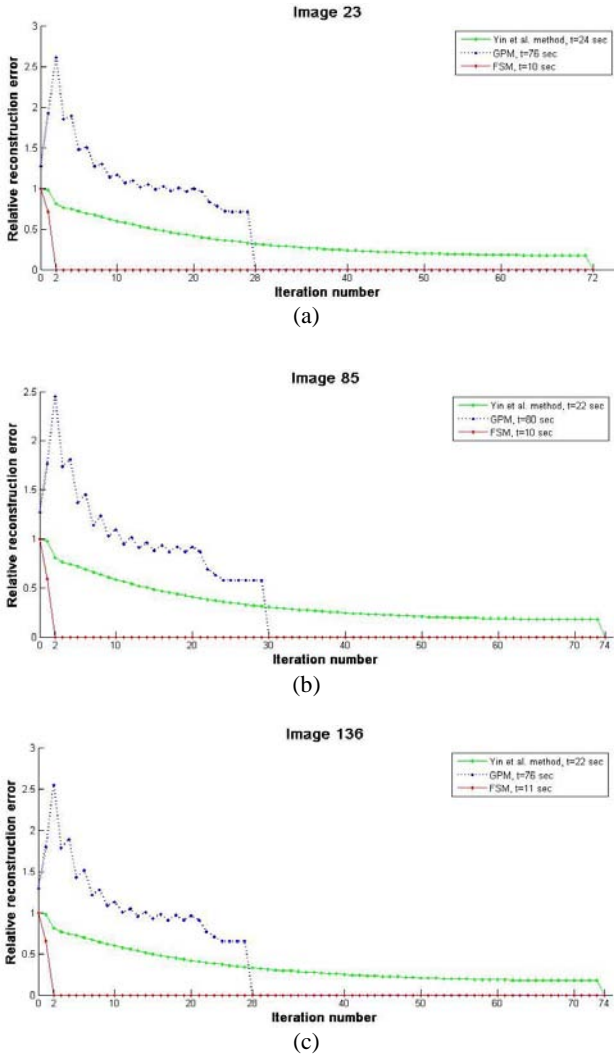 Image 23
Yin et al. method, t=24 sec
GPM, t=76 sec
FSM, t=10 sec
Relative reconstruction error
3
2.5
2
1.5
1
0.5
0
0 2 10 20 28 40 50 60 72
Iteration number
(a)
Image 85
Yin et al. method, t=22 sec
GPM, t=80 sec
FSM, t=10 sec
Relative reconstruction error
2.5
2
1.5
1
0.5
0
0 2 10 20 30 40 50 60 74
Iteration number
(b)
Image 136
Yin et al. method, t=22 sec
GPM, t=76 sec
FSM, t=11 sec
Relative reconstruction error
3
2.5
2
1.5
1
0.5
0
0 2 10 20 28 40 50 60 74
Iteration number
(c)